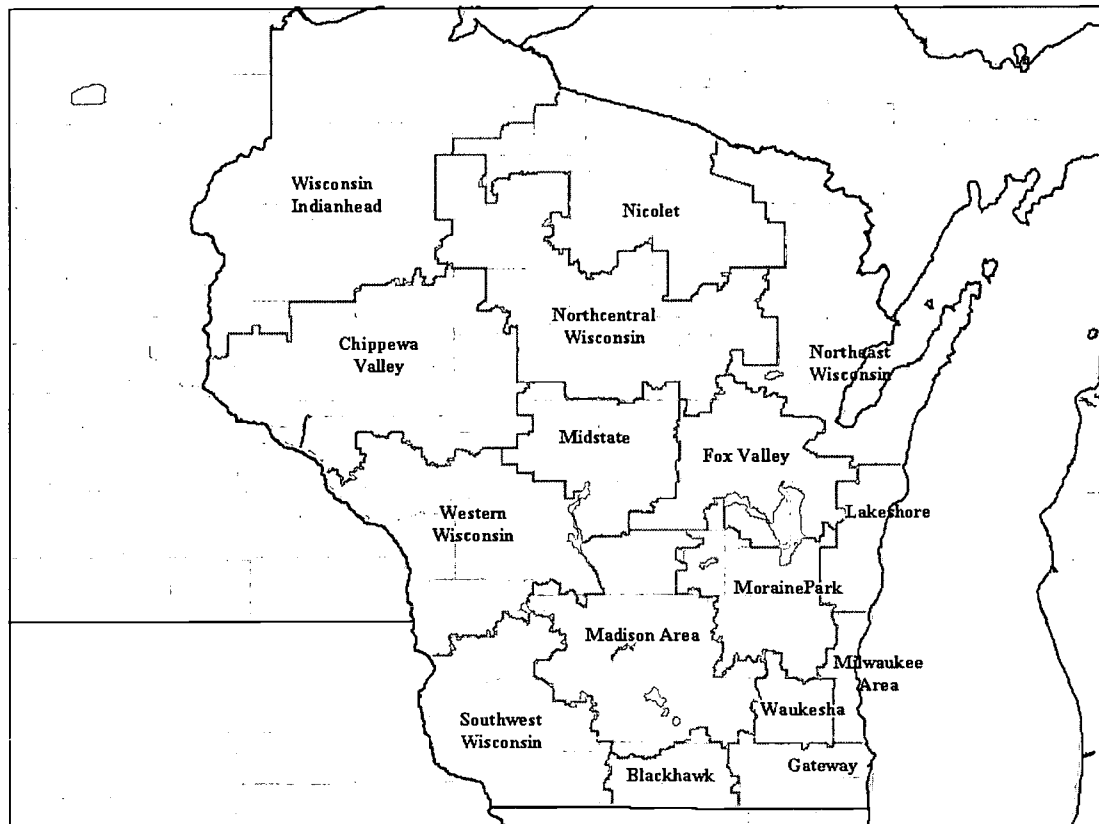 Wisconsin
Indianhead
Nicolet
Northcentral
Wisconsin
Chippewa
Valley
Northeast
Wisconsin
Midstate
Fox Valley
Western
Wisconsin
Lakeshore
MorainePark
Madison Area
Milwaukee
Area
Waukesha
Southwest
Wisconsin
Blackhawk
Gateway